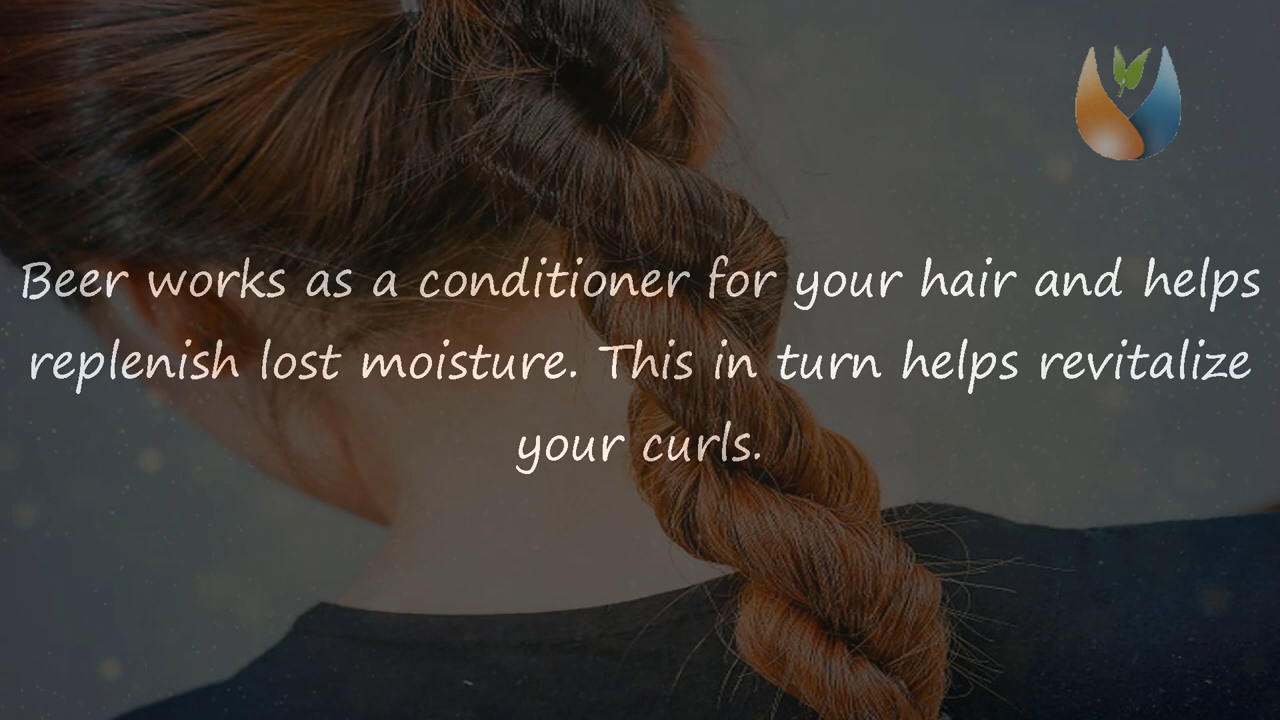 Beer works as a conditioner for your hair and helps
replenish lost moisture. This in turn helps revitalize
your curls.